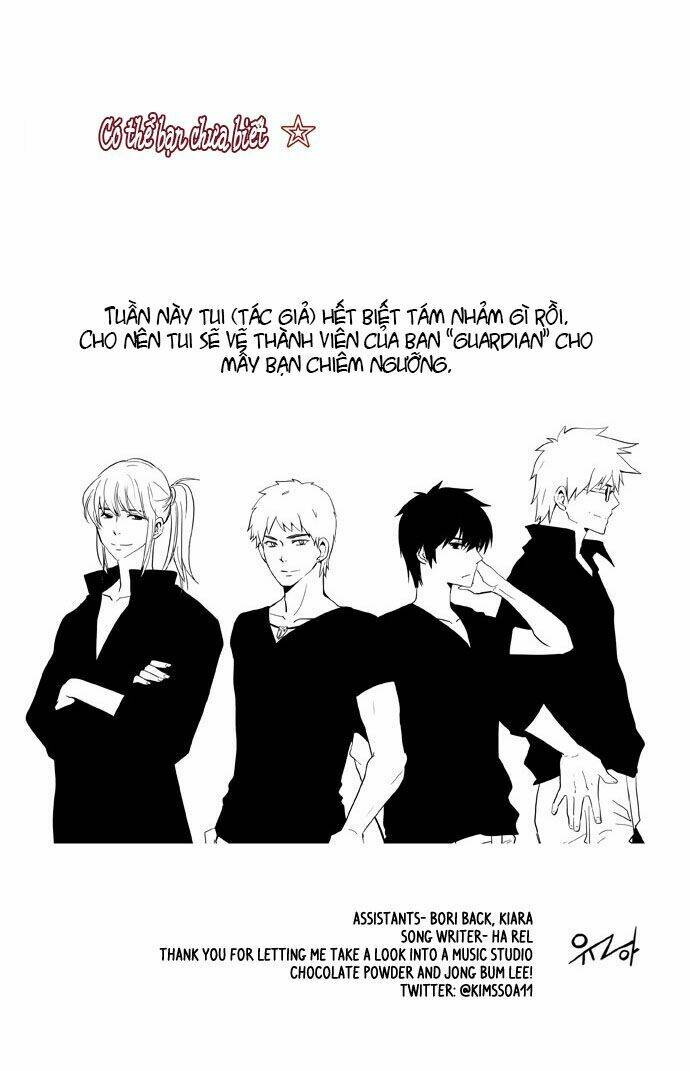 Có thể bạn chưa biết ☆
TUẦN NÀY TUI (TÁC GIẢ) HẾT BIẾT TÁM NHẢM GÌ RỒI.
CHO NÊN TUI SẼ VẼ THÀNH VIÊN CỦA BAN "GUARDIAN" CHO
MẤY BẠN CHIÊM NGƯỠNG.
ASSISTANTS- BORI BACK, KIARA
SONG WRITER- HA REL
THANK YOU FOR LETTING ME TAKE A LOOK INTO A MUSIC STUDIO
CHOCOLATE POWDER AND JONG BUM LEE!
TWITTER: @KIMSSOA11